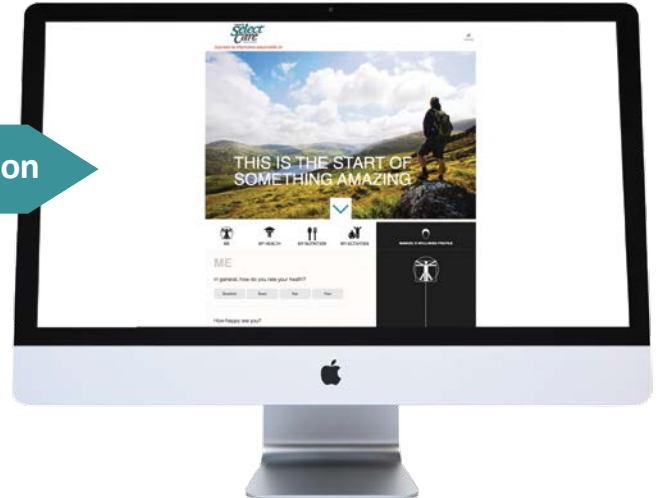 Select
Care
on
THIS IS THE START OF
SOMETHING AMAZING
ME
MY HEALTH
MY NUTRITION
MY ACTIVITIES
ME
In general, how do you rate your health?
Excellent
Good
Fair
Poor
How happy are you?